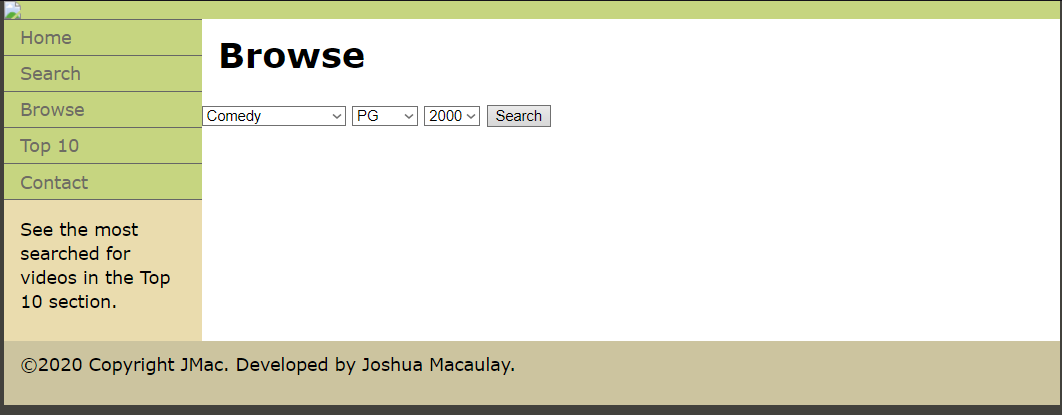 Home
Search
Browse
Top 10
Contact
See the most
searched for
videos in the Top
10 section.
Browse
Comedy PG 2000 Search
©2020 Copyright JMac. Developed by Joshua Macaulay.